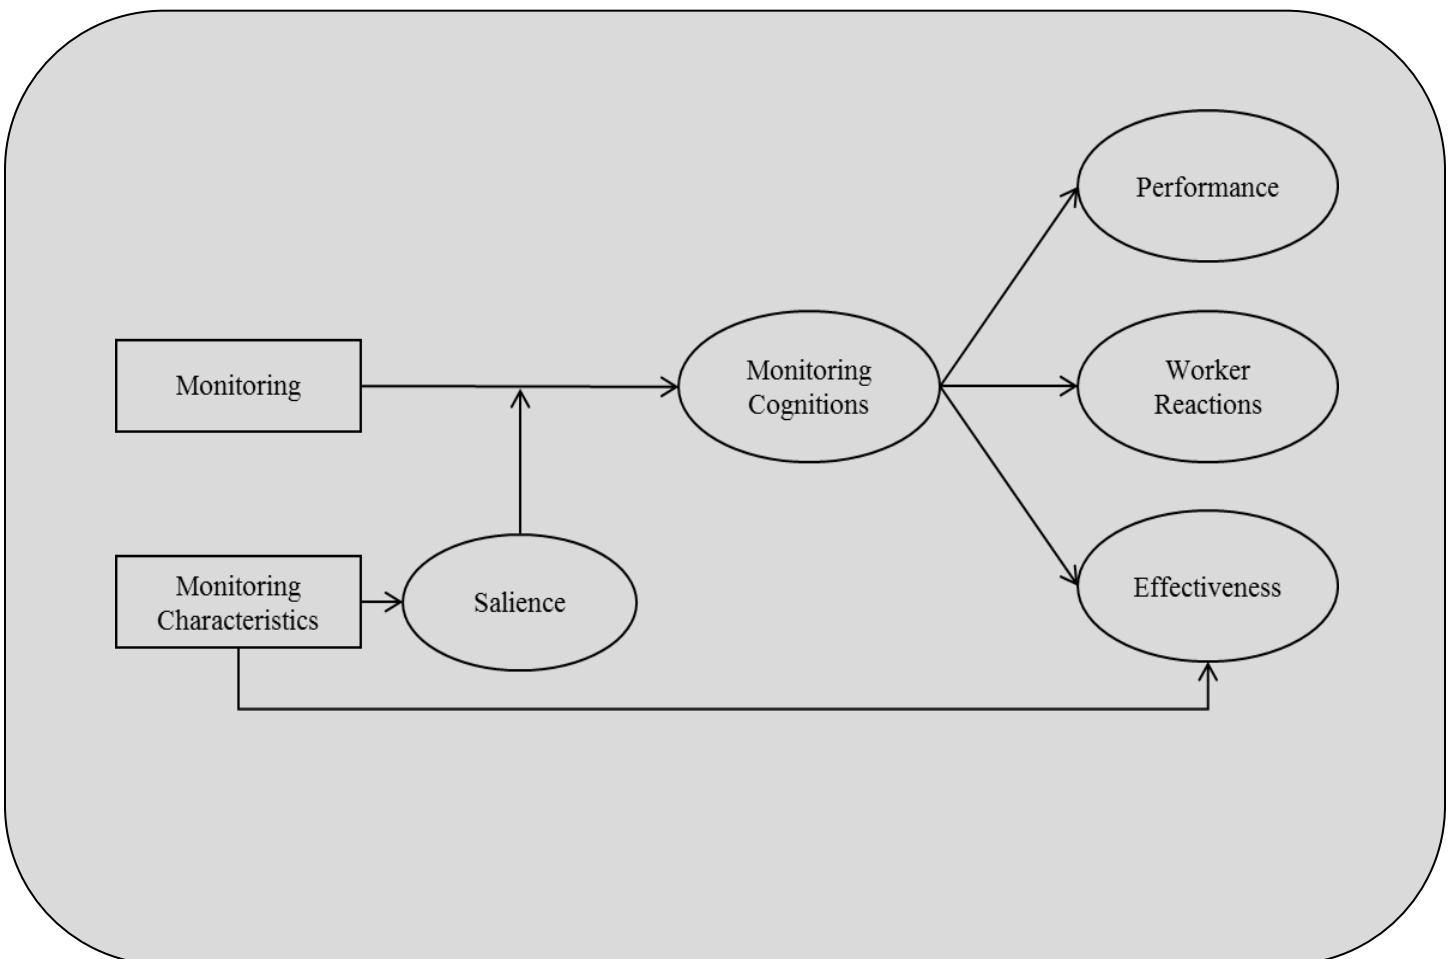 Performance
Monitoring
Monitoring
Cognitions
Worker
Reactions
Monitoring
Characteristics
Salience
Effectiveness